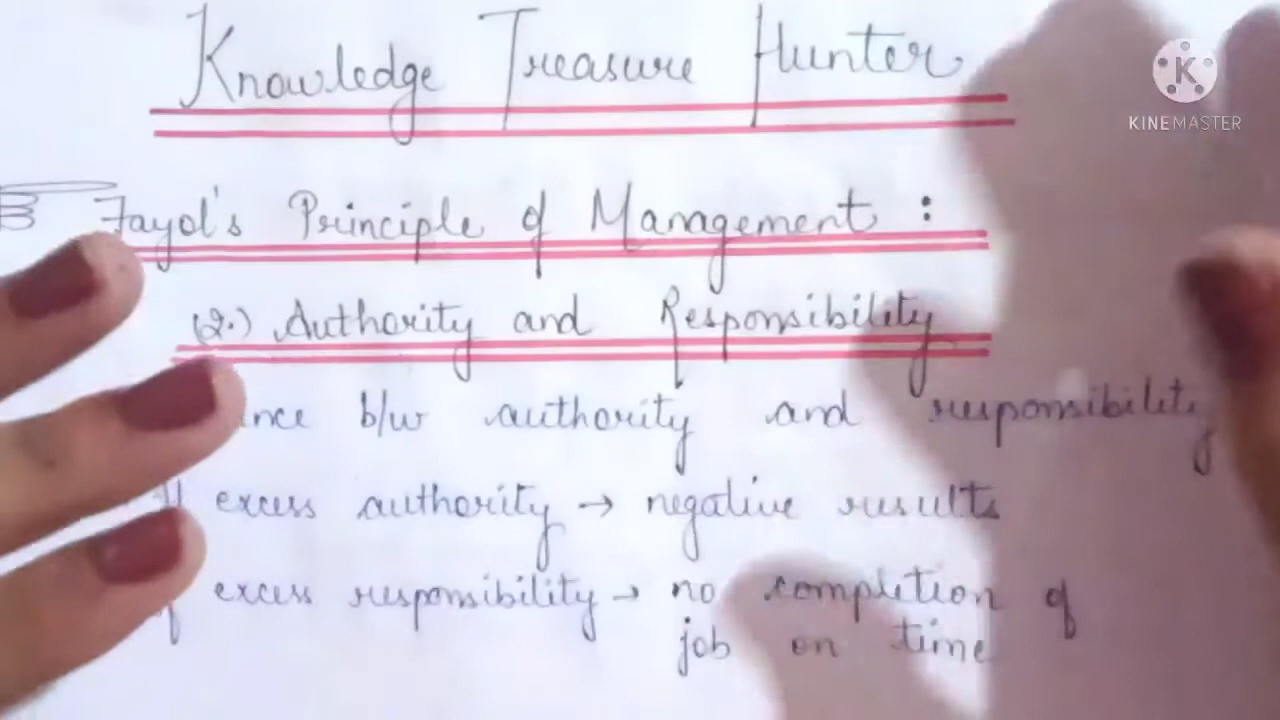 Knowledge Treasure Hunter
KINEMASTER
Fayol's Principle of Management :
(2.) Authority and Responsibility
b/w authority and responsibility
excess authority → negative results
excess responsibility → no completion of
job on time